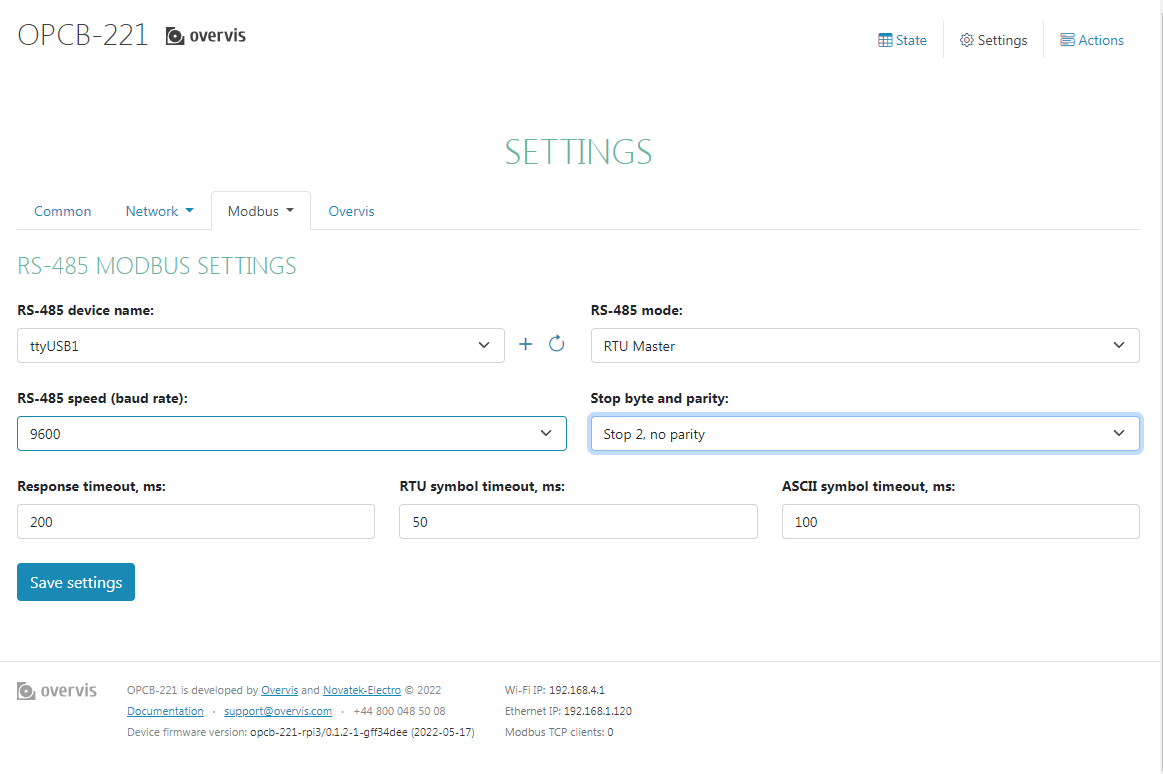 OPCB-221 overvis
State Settings Actions
SETTINGS
Common Network Modbus Overvis
RS-485 MODBUS SETTINGS
RS-485 device name: RS-485 mode:
ttyUSB1 RTU Master
RS-485 speed (baud rate): Stop byte and parity:
9600 Stop 2, no parity
Response timeout, ms: RTU symbol timeout, ms: ASCII symbol timeout, ms:
200 50 100
Save settings
overvis OPCB-221 is developed by Overvis and Novatek-Electro © 2022 Wi-Fi IP: 192.168.4.1
Documentation · support@overvis.com · +44 800 048 50 08 Ethernet IP: 192.168.1.120
Device firmware version: opcb-221-rpi3/0.1.2-1-gff34dee (2022-05-17) Modbus TCP clients: 0